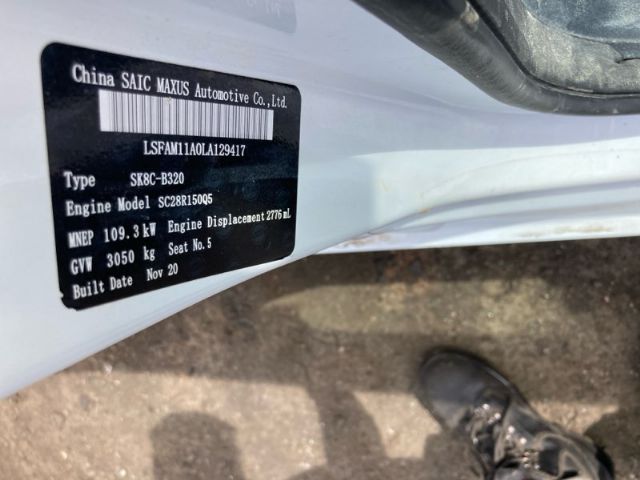 China SAIC MAXUS Automotive Co.,Ltd.
LSFAM11A0LA129417
Type SK8C-B320
Engine Model SC28R150Q5
MNEP 109.3 kW Engine Displacement 2776 mL
GVW 3050 kg Seat No. 5
Built Date Nov 20